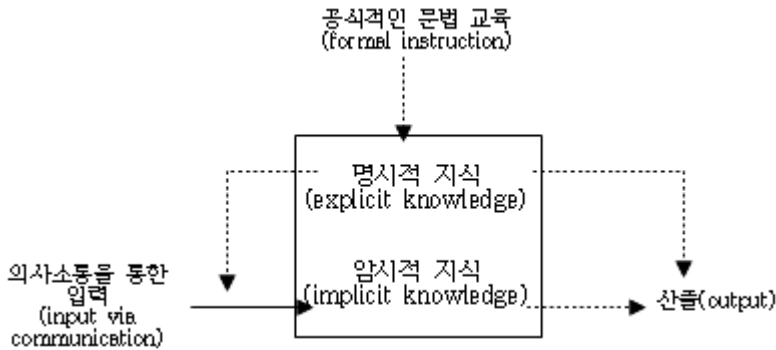 공식적인 문법 교육
(formal instruction)
명시적 지식
(explicit knowledge)
의사소통을 통한
입력
(input via
communication)
암시적 지식
(implicit knowledge)
산출(output)